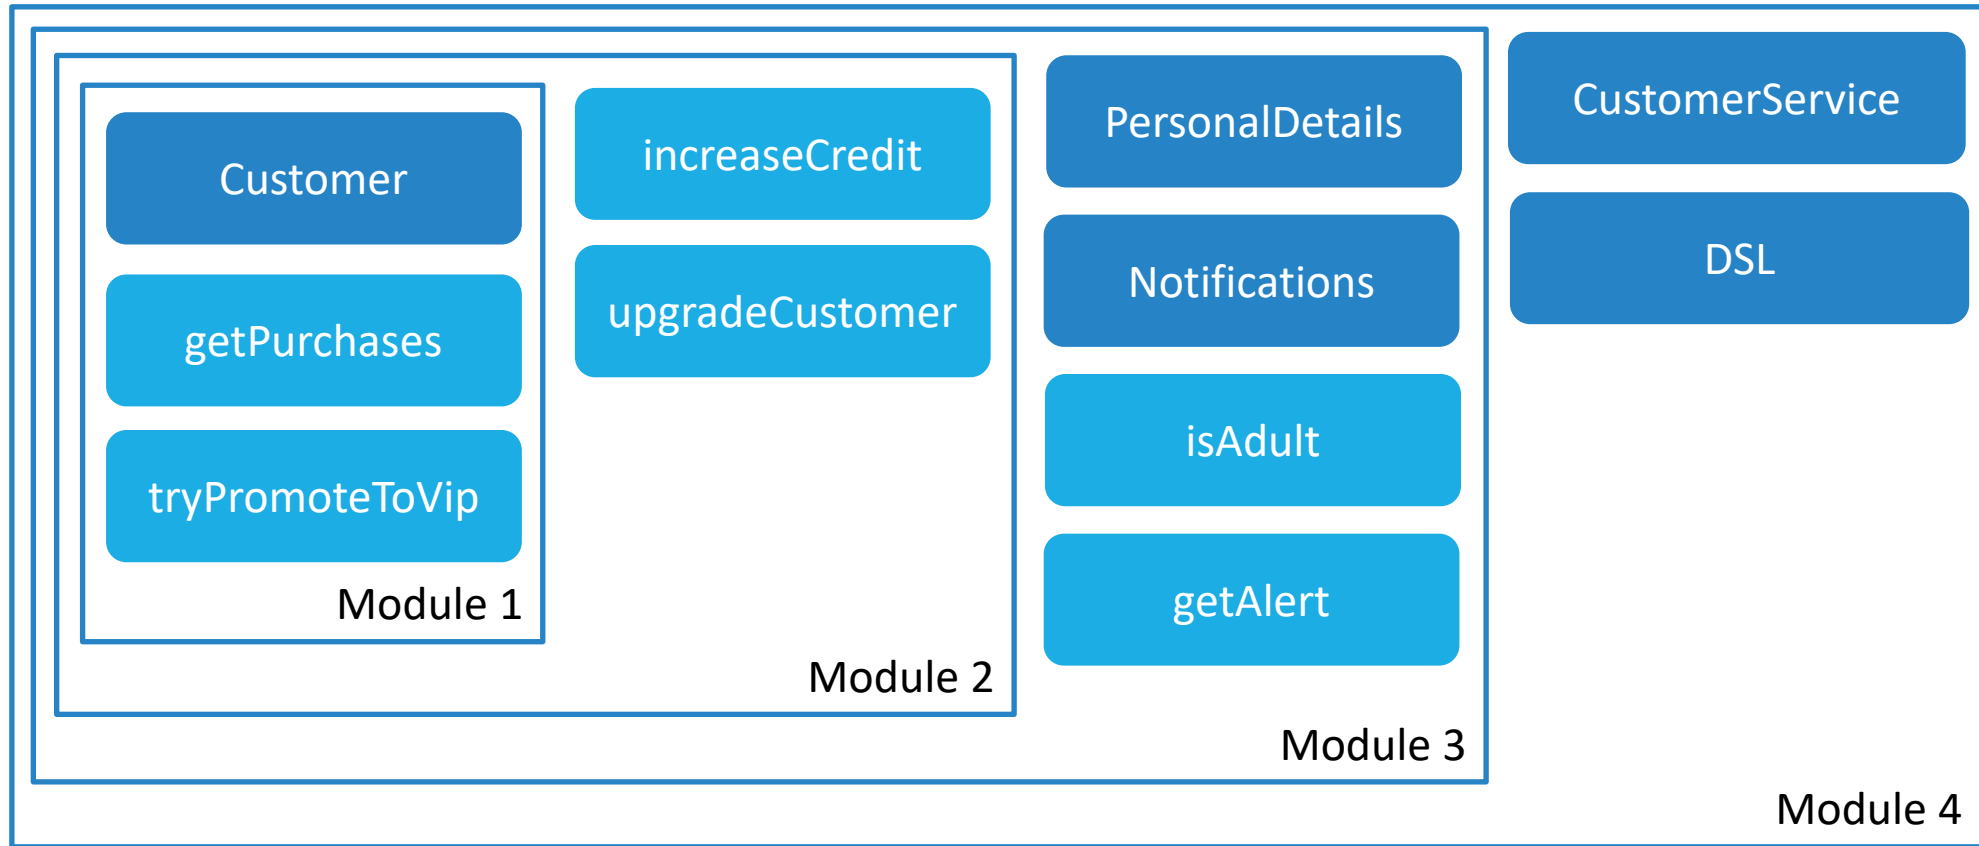 Customer
getPurchases
tryPromoteToVip
Module 1
increaseCredit
upgradeCustomer
Module 2
PersonalDetails
Notifications
isAdult
getAlert
Module 3
CustomerService
DSL
Module 4